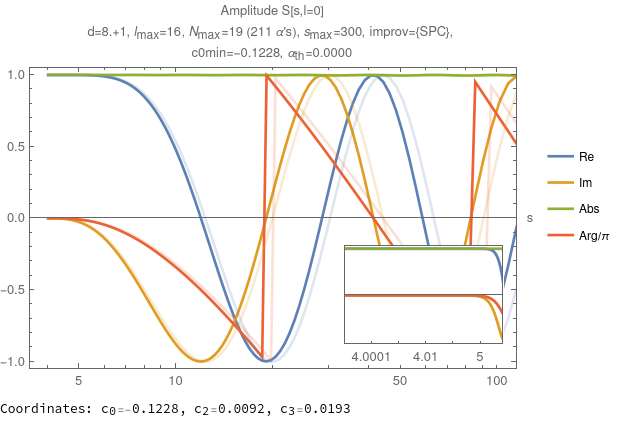 Amplitude S[s,l=0]
d=8.+1, lmax=16, Nmax=19 (211 α's), smax=300, improv={SPC},
c0min=−0.1228, αth=0.0000
1.0
0.5
0.0
−0.5
−1.0
5
10
50
100
s
Re
Im
Abs
Arg/π
4.0001
4.01
5
Coordinates: c0=-0.1228, c2=0.0092, c3=0.0193